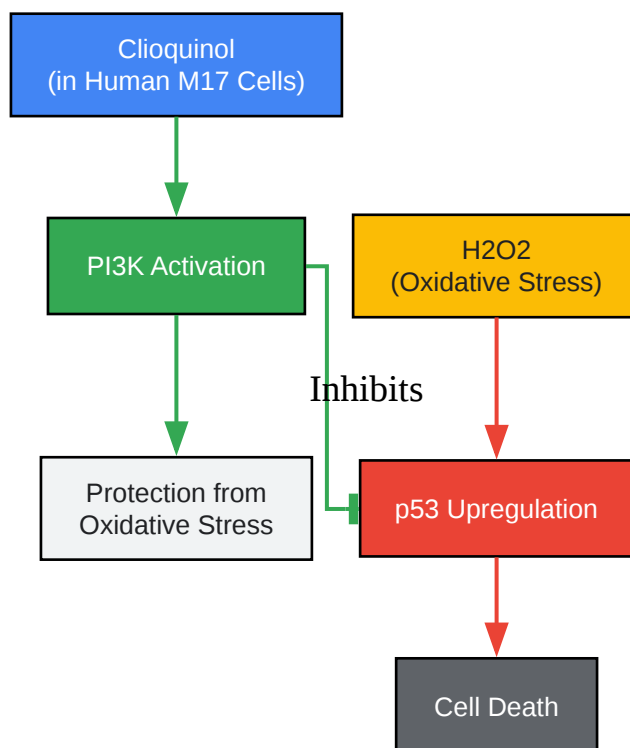 Clioquinol
(in Human M17 Cells)
PI3K Activation
H2O2
(Oxidative Stress)
Inhibits
Protection from
Oxidative Stress
p53 Upregulation
Cell Death